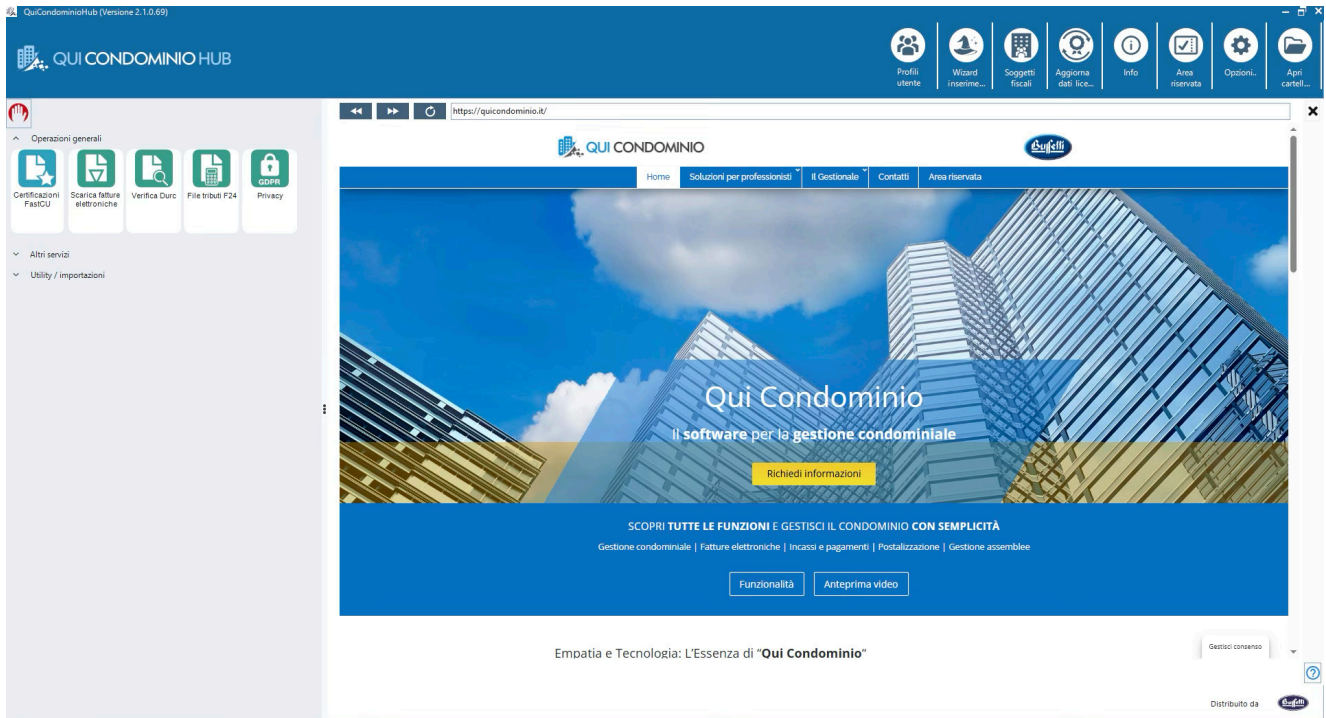 QuiCondominioHub (Versione 2.1.0.69)
QUI CONDOMINIO HUB
Profili
utente
Wizard
inserime...
Soggetti
fiscali
Aggiorna
dati lice...
Info
Area
riservata
Opzioni..
Apri
cartell...
https://quicondominio.it/
Operazioni generali
Certificazioni
FastCU
Scarica fatture
elettroniche
Verifica Durc
File tributi F24
GDPR
Privacy
Altri servizi
Utility / importazioni
QUI CONDOMINIO
Buffetti
Home
Soluzioni per professionisti
Il Gestionale
Contatti
Area riservata
Qui Condominio
Il software per la gestione condominiale
Richiedi informazioni
SCOPRI TUTTE LE FUNZIONI E GESTISCI IL CONDOMINIO CON SEMPLICITÀ
Gestione condominiale | Fatture elettroniche | Incassi e pagamenti | Postalizzazione | Gestione assemblee
Funzionalità
Anteprima video
Empatia e Tecnologia: L'Essenza di "Qui Condominio"
Gestisci consenso
Distribuito da
Buffetti